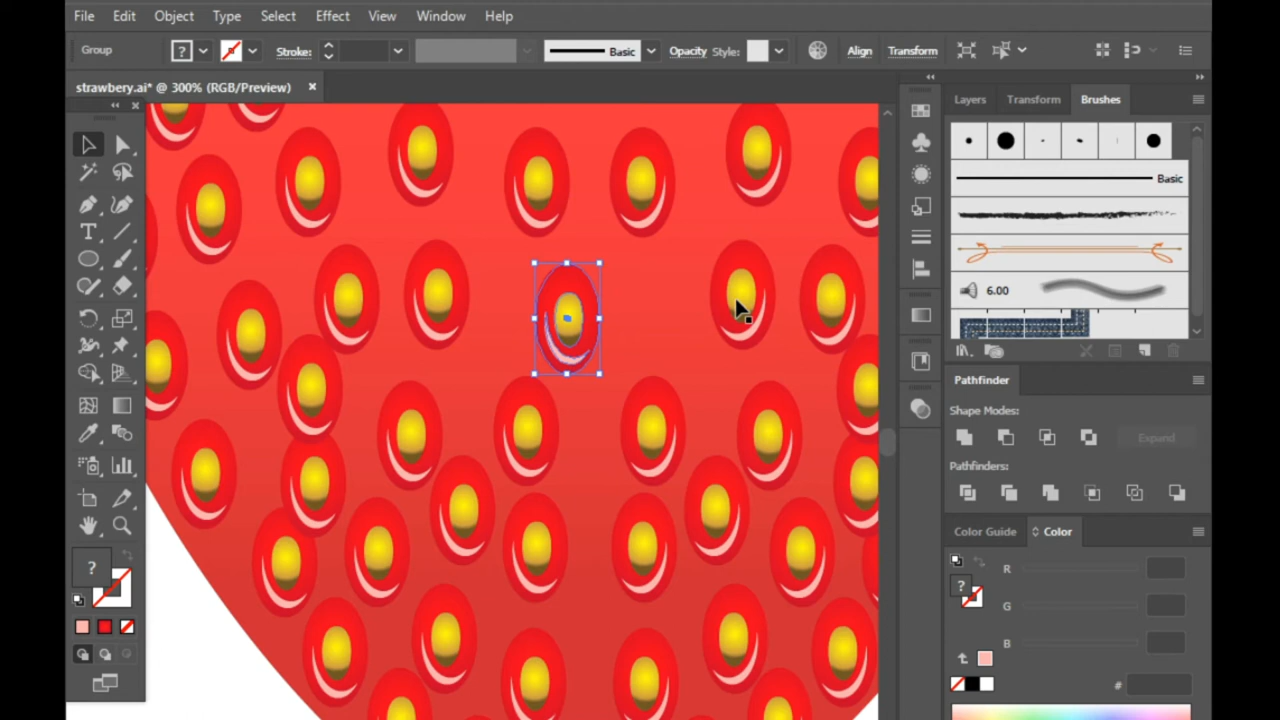 File Edit Object Type Select Effect View Window Help
Group ? Stroke: Basic Opacity Style: Align Transform
strawbery.ai* @ 300% (RGB/Preview) ×
Layers Transform Brushes
Basic
6.00
Pathfinder
Shape Modes:
Expand
Pathfinders:
Color Guide Color
R
? G
B
#
T
?